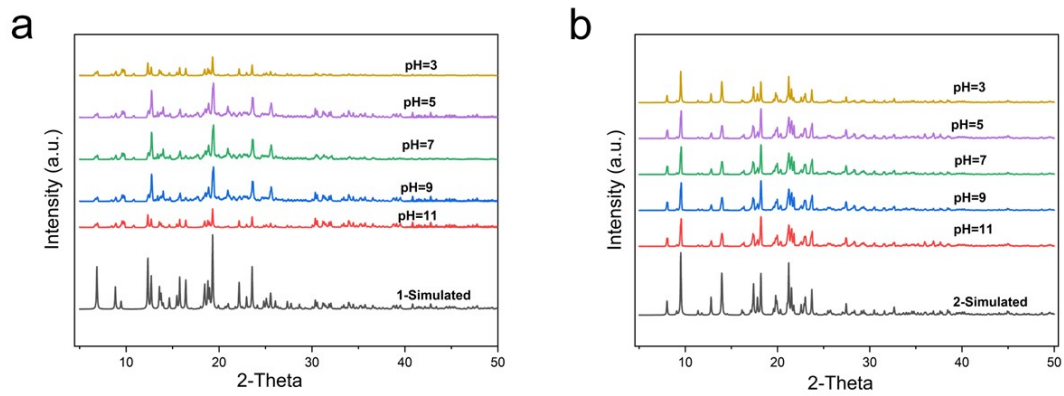 a
pH=3
pH=5
pH=7
pH=9
pH=11
1-Simulated
Intensity (a.u.)
10
20
30
40
50
2-Theta
b
pH=3
pH=5
pH=7
pH=9
pH=11
2-Simulated
Intensity (a.u.)
10
20
30
40
50
2-Theta